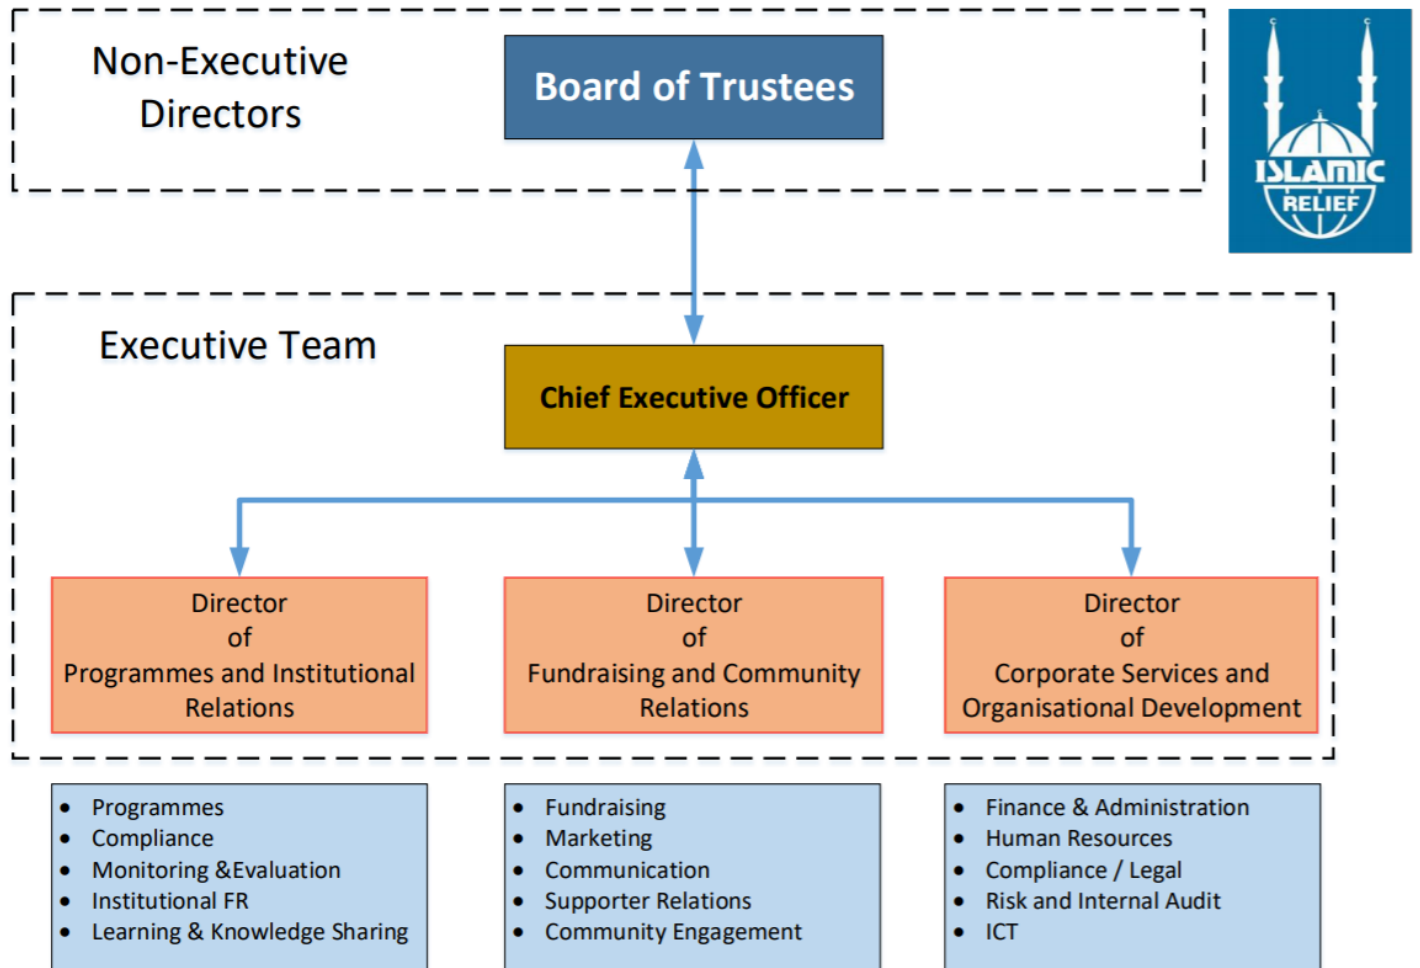 Non-Executive
Directors
Board of Trustees
ISLAMIC
RELIEF
Executive Team
Chief Executive Officer
Director
of
Programmes and Institutional
Relations
Director
of
Fundraising and Community
Relations
Director
of
Corporate Services and
Organisational Development
• Programmes
• Compliance
• Monitoring &Evaluation
• Institutional FR
• Learning & Knowledge Sharing
• Fundraising
• Marketing
• Communication
• Supporter Relations
• Community Engagement
• Finance & Administration
• Human Resources
• Compliance / Legal
• Risk and Internal Audit
• ICT